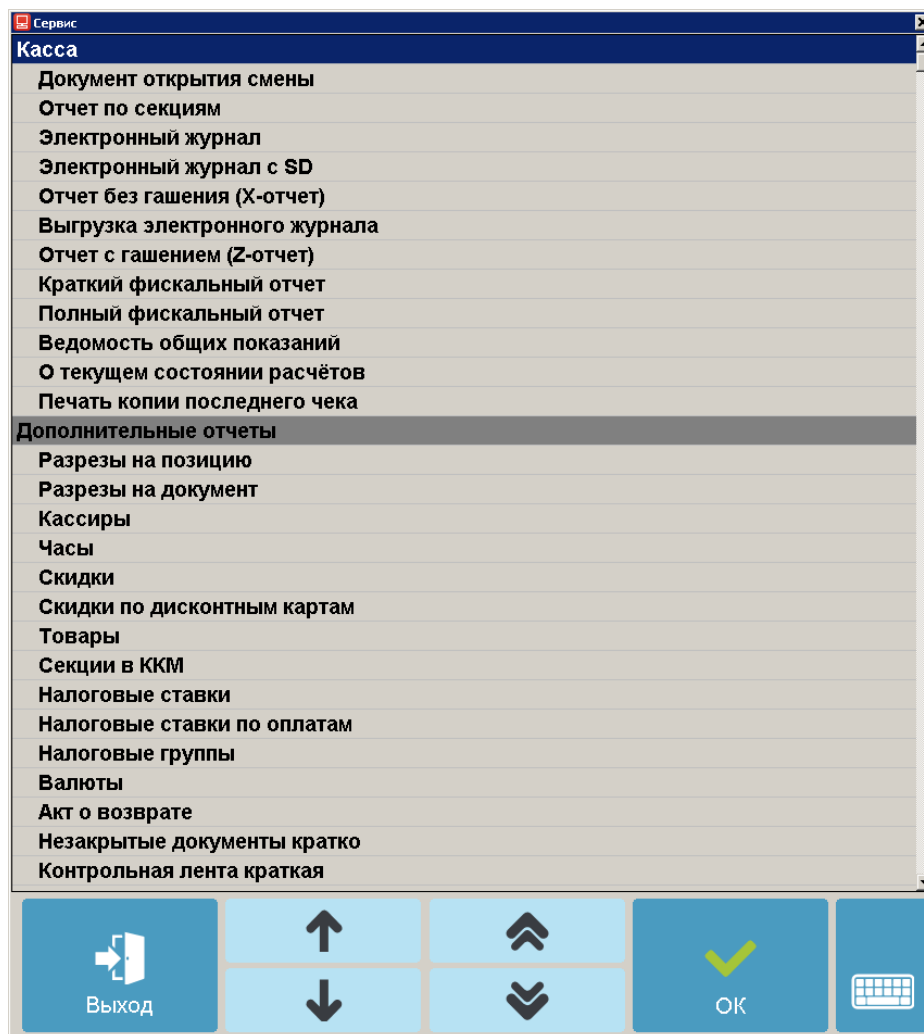 Сервис
Касса
Документ открытия смены
Отчет по секциям
Электронный журнал
Электронный журнал с SD
Отчет без гашения (X-отчет)
Выгрузка электронного журнала
Отчет с гашением (Z-отчет)
Краткий фискальный отчет
Полный фискальный отчет
Ведомость общих показаний
О текущем состоянии расчётов
Печать копии последнего чека
Дополнительные отчеты
Разрезы на позицию
Разрезы на документ
Кассиры
Часы
Скидки
Скидки по дисконтным картам
Товары
Секции в ККМ
Налоговые ставки
Налоговые ставки по оплатам
Налоговые группы
Валюты
Акт о возврате
Незакрытые документы кратко
Контрольная лента краткая
Выход
ОК